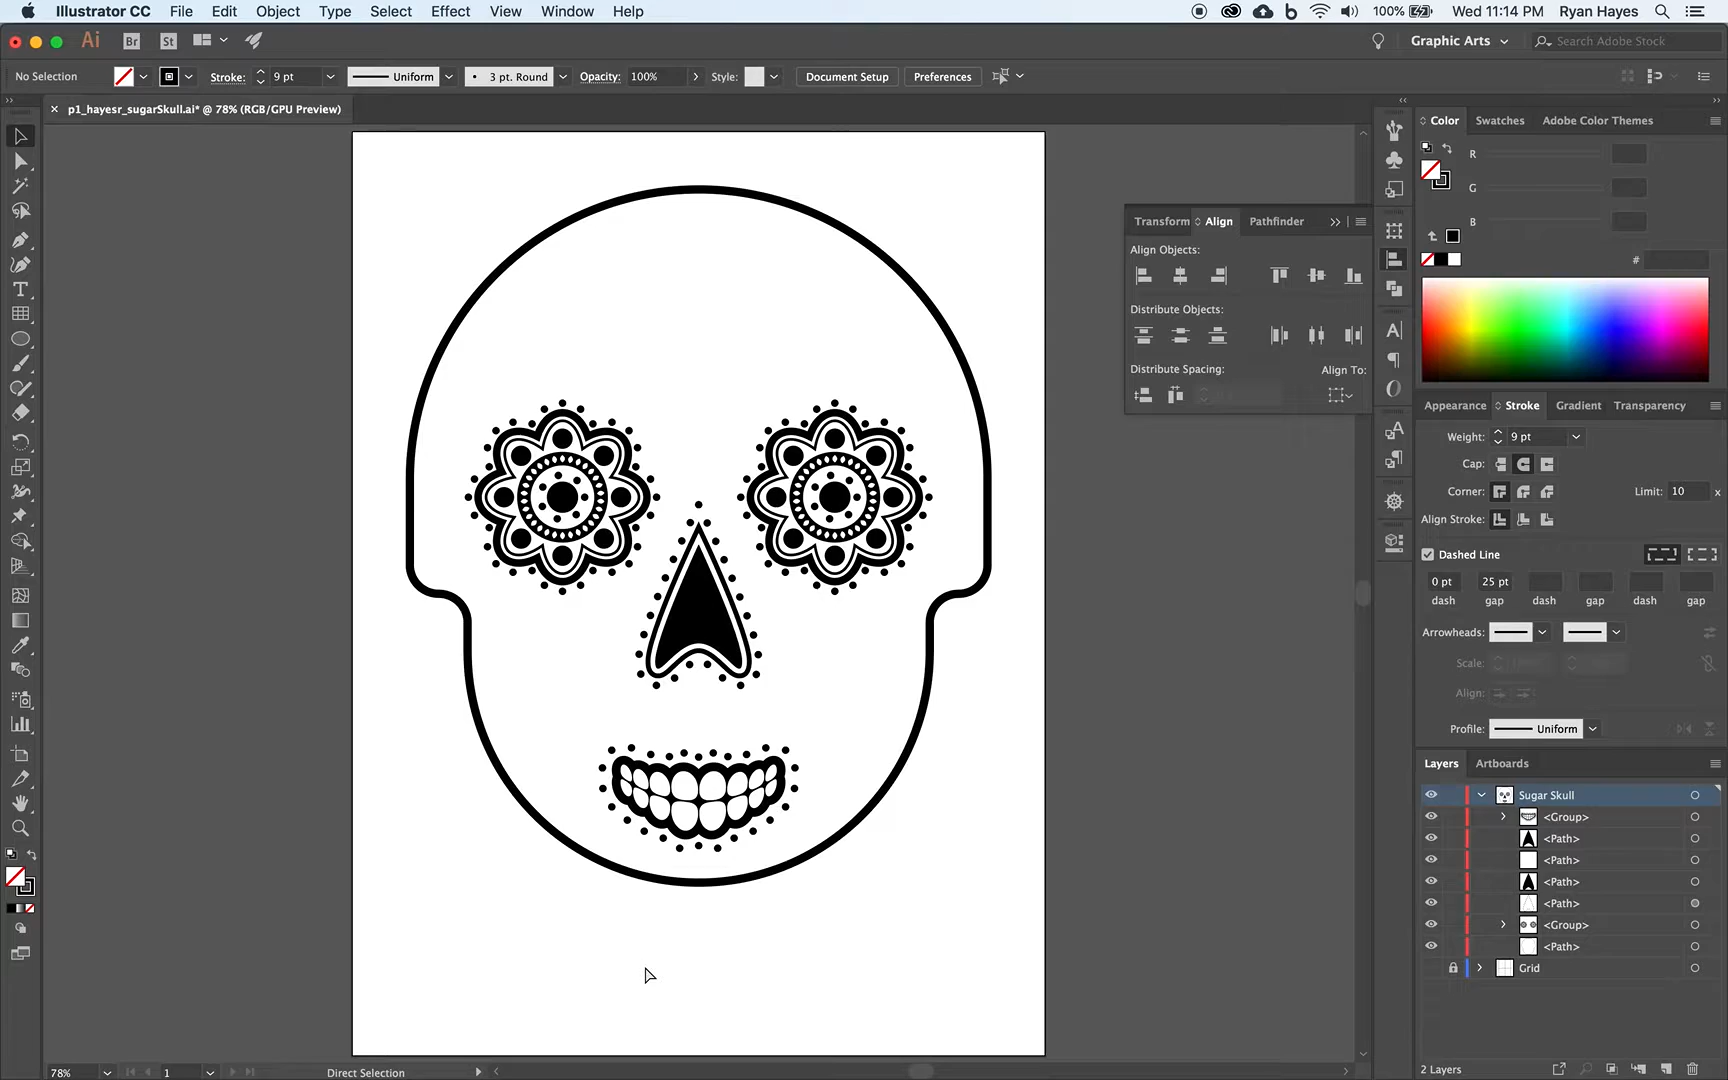 Illustrator CC File Edit Object Type Select Effect View Window Help 100% Wed 11:14 PM Ryan Hayes
Ai Br St Graphic Arts Search Adobe Stock
No Selection Stroke: 9 pt Uniform 3 pt. Round Opacity: 100% Style: Document Setup Preferences
p1_hayesr_sugarSkull.ai* @ 78% (RGB/GPU Preview)
Color Swatches Adobe Color Themes
R
G
B
#
Transform Align Pathfinder
Align Objects:
Distribute Objects:
Distribute Spacing: Align To:
Appearance Stroke Gradient Transparency
Weight: 9 pt
Cap:
Corner: Limit: 10 x
Align Stroke:
Dashed Line
0 pt 25 pt
dash gap dash gap dash gap
Arrowheads:
Scale:
Align:
Profile: Uniform
Layers Artboards
Sugar Skull
<Group>
<Path>
<Path>
<Path>
<Path>
<Group>
<Path>
Grid
2 Layers
78% 1 Direct Selection